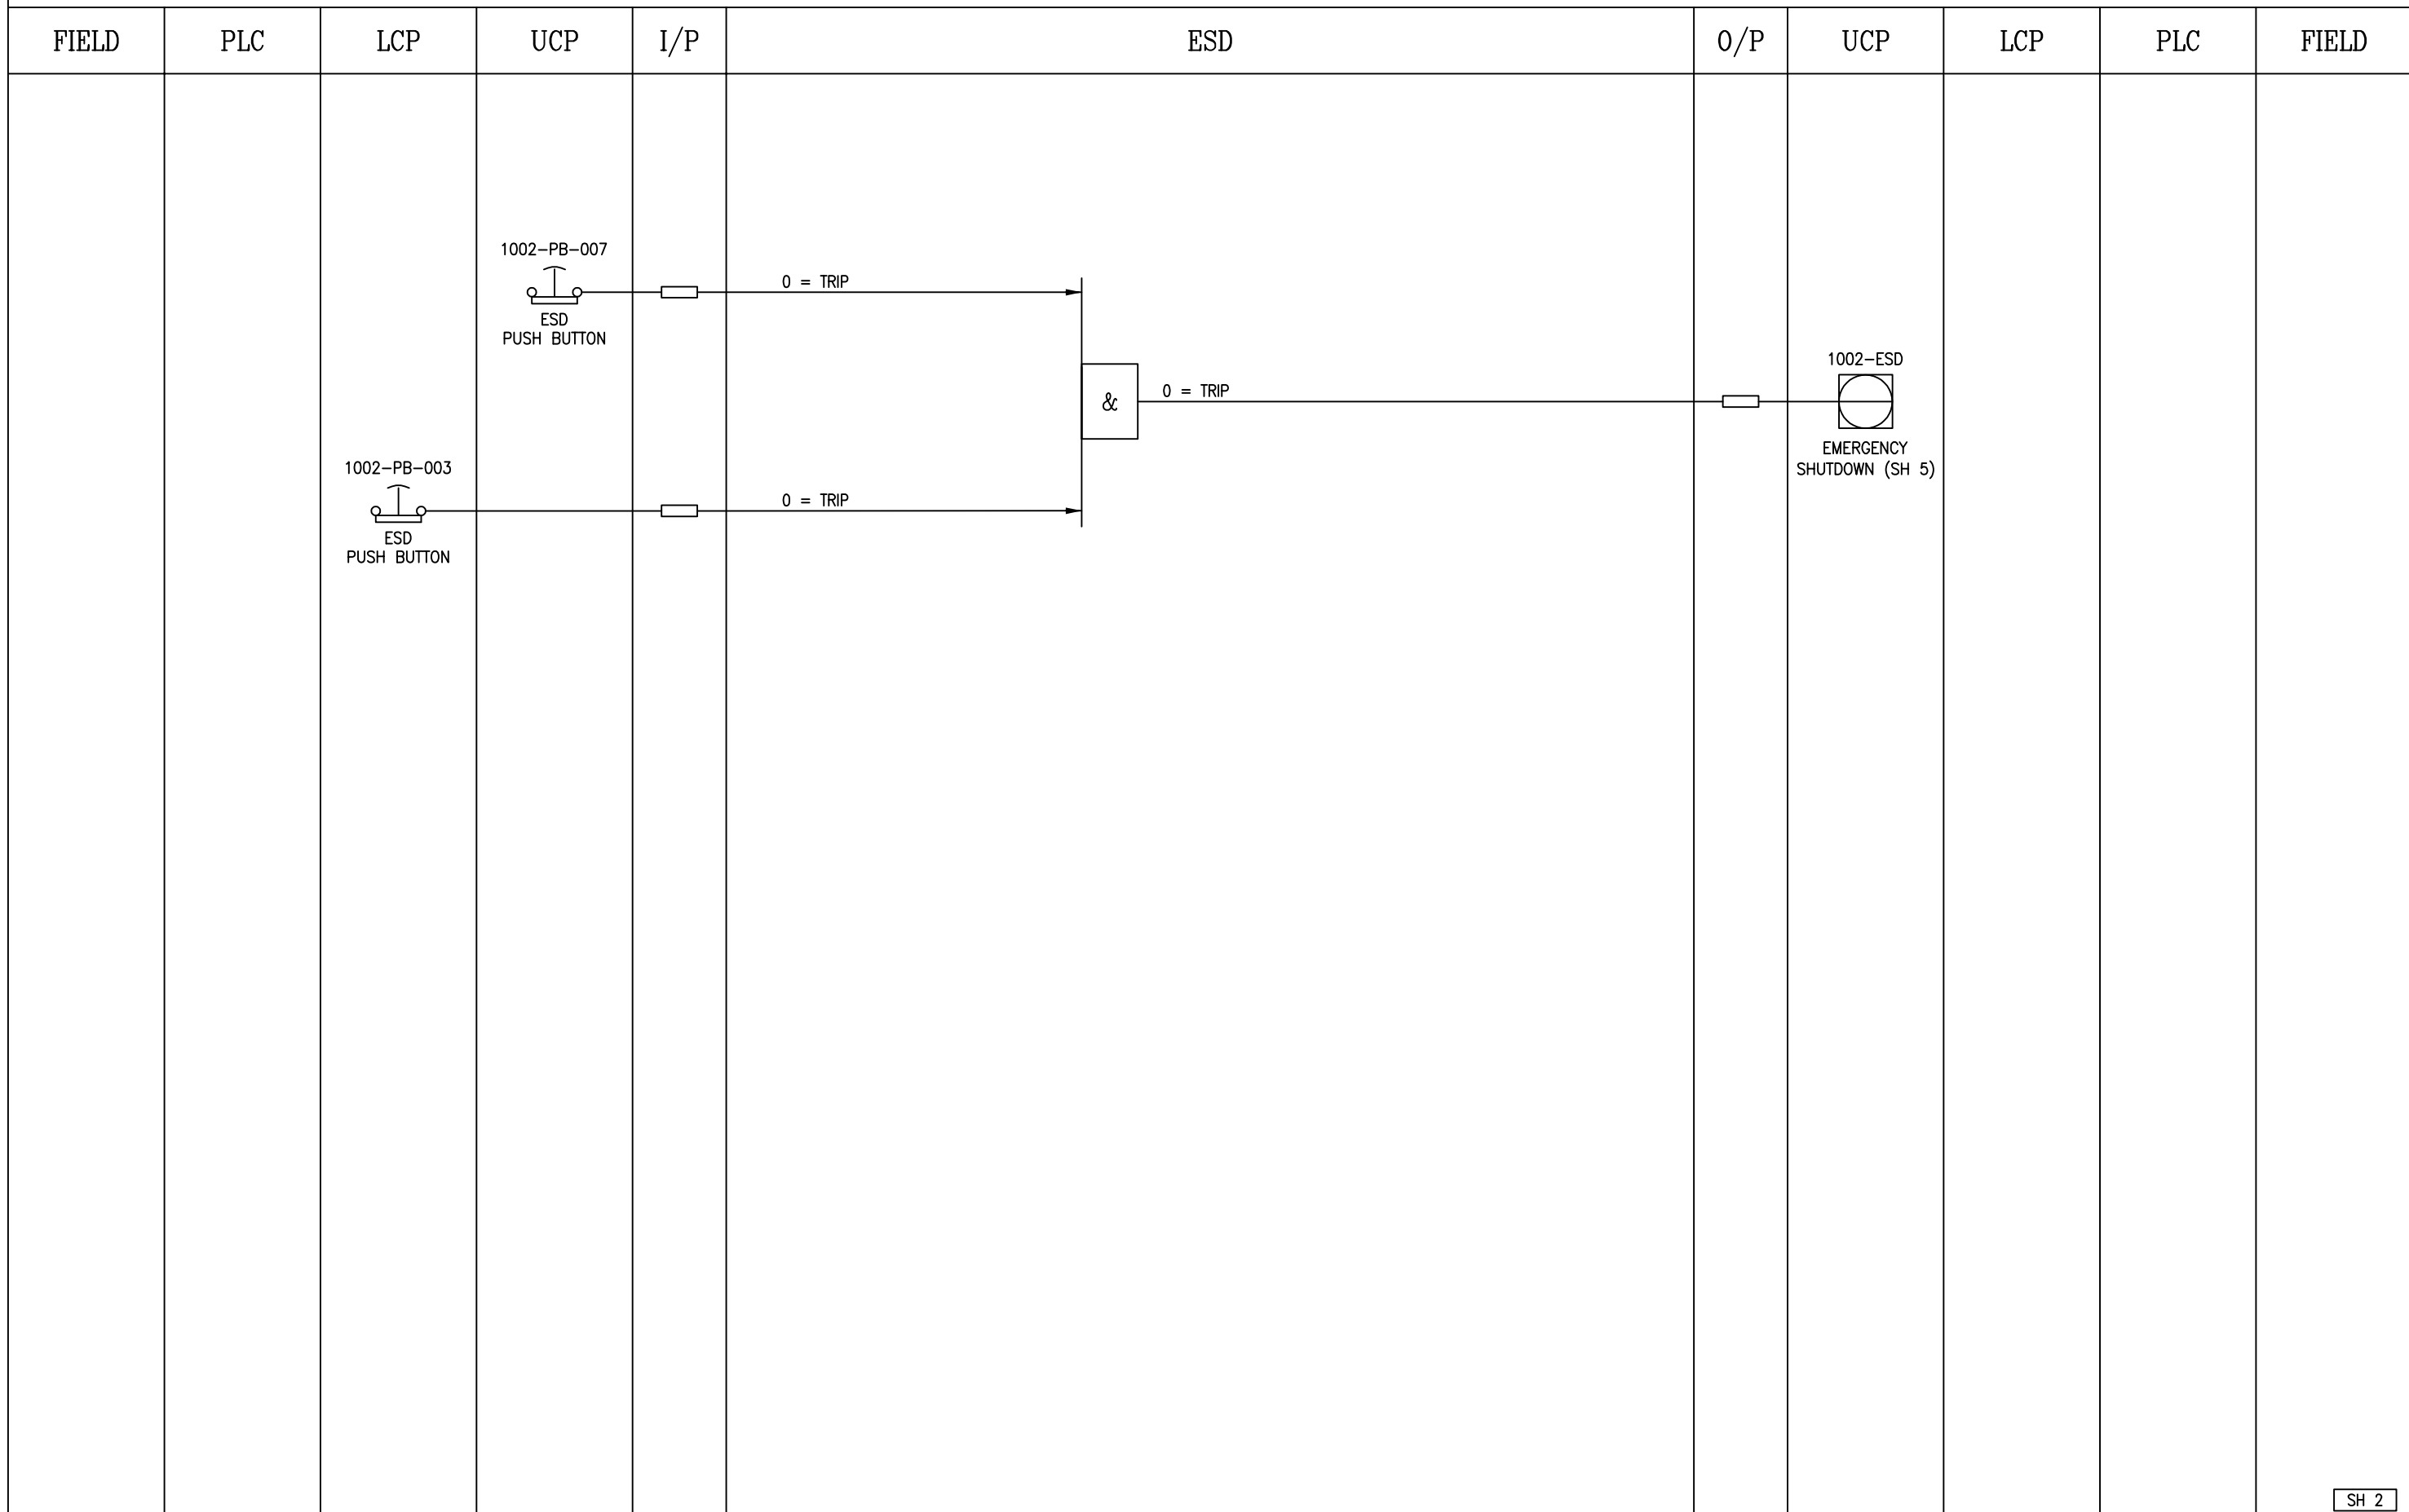 FIELD PLC LCP UCP I/P ESD O/P UCP LCP PLC FIELD
1002-PB-007
0 = TRIP
ESD
PUSH BUTTON
1002-ESD
&
0 = TRIP
EMERGENCY
SHUTDOWN (SH 5)
1002-PB-003
0 = TRIP
ESD
PUSH BUTTON
SH 2